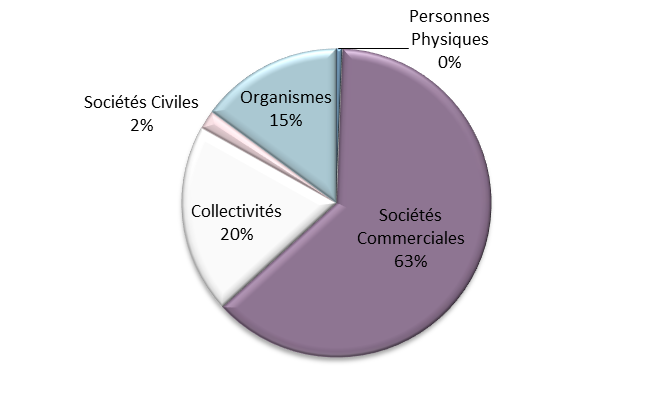 Personnes
Physiques
0%
Sociétés Civiles
2%
Organismes
15%
Collectivités
20%
Sociétés
Commerciales
63%